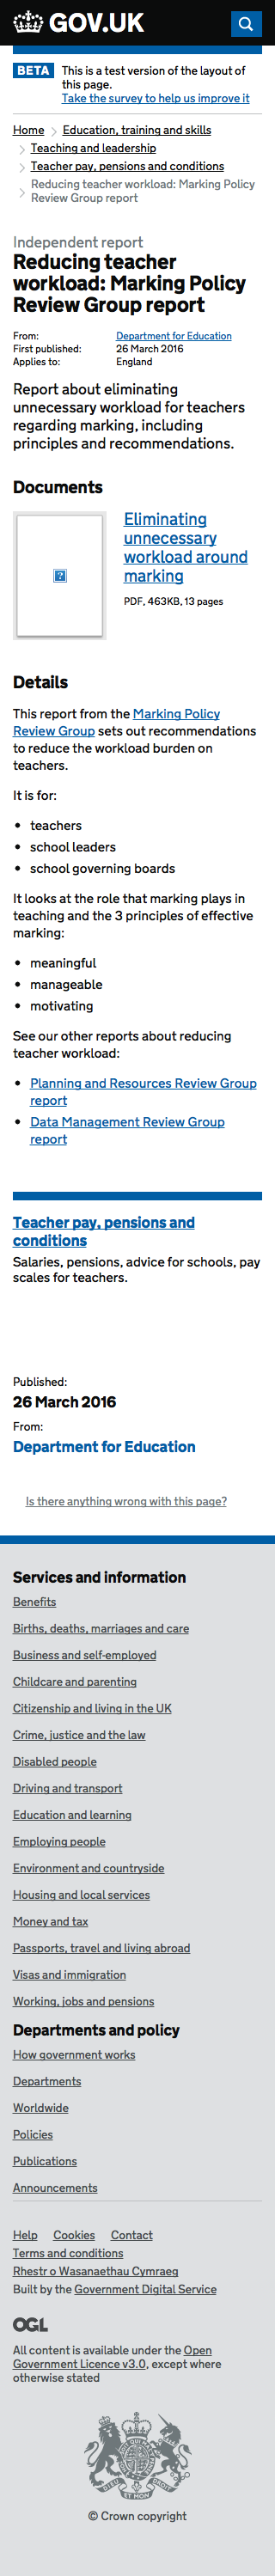 GOV.UK
BETA This is a test version of the layout of
this page.
Take the survey to help us improve it
Home Education, training and skills
Teaching and leadership
Teacher pay, pensions and conditions
Reducing teacher workload: Marking Policy
Review Group report
Independent report
Reducing teacher
workload: Marking Policy
Review Group report
From: Department for Education
First published: 26 March 2016
Applies to: England
Report about eliminating
unnecessary workload for teachers
regarding marking, including
principles and recommendations.
Documents
Eliminating
unnecessary
workload around
marking
PDF, 463KB, 13 pages
Details
This report from the Marking Policy
Review Group sets out recommendations
to reduce the workload burden on
teachers.
It is for:
• teachers
• school leaders
• school governing boards
It looks at the role that marking plays in
teaching and the 3 principles of effective
marking:
• meaningful
• manageable
• motivating
See our other reports about reducing
teacher workload:
• Planning and Resources Review Group
report
• Data Management Review Group
report
Teacher pay, pensions and
conditions
Salaries, pensions, advice for schools, pay
scales for teachers.
Published:
26 March 2016
From:
Department for Education
Is there anything wrong with this page?
Services and information
Benefits
Births, deaths, marriages and care
Business and self-employed
Childcare and parenting
Citizenship and living in the UK
Crime, justice and the law
Disabled people
Driving and transport
Education and learning
Employing people
Environment and countryside
Housing and local services
Money and tax
Passports, travel and living abroad
Visas and immigration
Working, jobs and pensions
Departments and policy
How government works
Departments
Worldwide
Policies
Publications
Announcements
Help Cookies Contact
Terms and conditions
Rhestr o Wasanaethau Cymraeg
Built by the Government Digital Service
OGL
All content is available under the Open
Government Licence v3.0, except where
otherwise stated
DIEU ET MON
© Crown copyright